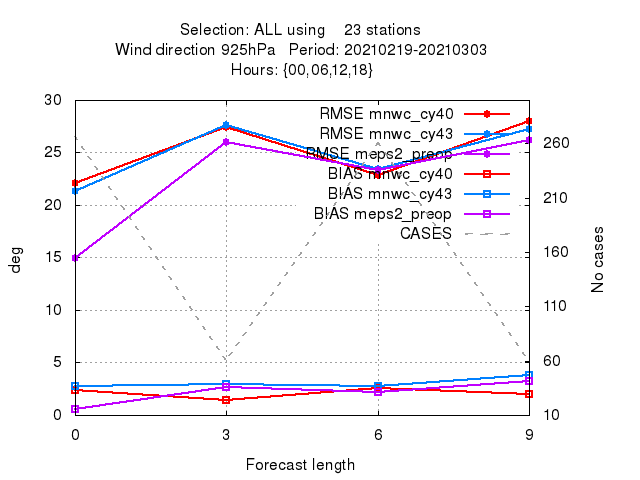 Selection: ALL using 23 stations
Wind direction 925hPa Period: 20210219-20210303
Hours: {00,06,12,18}
30
25
20
15
10
5
0
deg
RMSE mnwc_cy40
RMSE mnwc_cy43
RMSE meps2_preop
BIAS mnwc_cy40
BIAS mnwc_cy43
BIAS meps2_preop
CASES
260
210
160
110
60
10
No cases
0 3 6 9
Forecast length